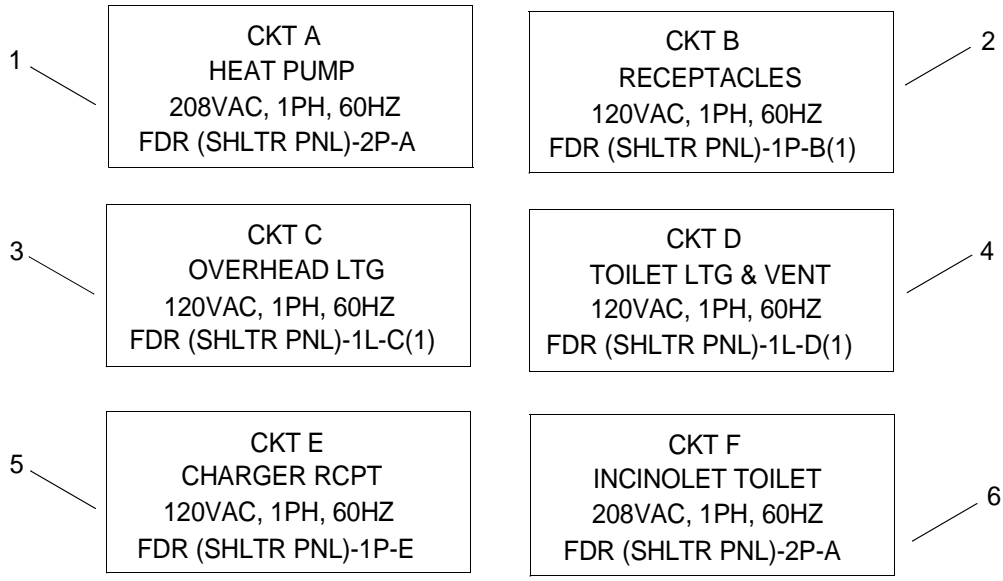 1
CKT A
HEAT PUMP
208VAC, 1PH, 60HZ
FDR (SHLTR PNL)-2P-A
2
CKT B
RECEPTACLES
120VAC, 1PH, 60HZ
FDR (SHLTR PNL)-1P-B(1)
3
CKT C
OVERHEAD LTG
120VAC, 1PH, 60HZ
FDR (SHLTR PNL)-1L-C(1)
4
CKT D
TOILET LTG & VENT
120VAC, 1PH, 60HZ
FDR (SHLTR PNL)-1L-D(1)
5
CKT E
CHARGER RCPT
120VAC, 1PH, 60HZ
FDR (SHLTR PNL)-1P-E
6
CKT F
INCINOLET TOILET
208VAC, 1PH, 60HZ
FDR (SHLTR PNL)-2P-A